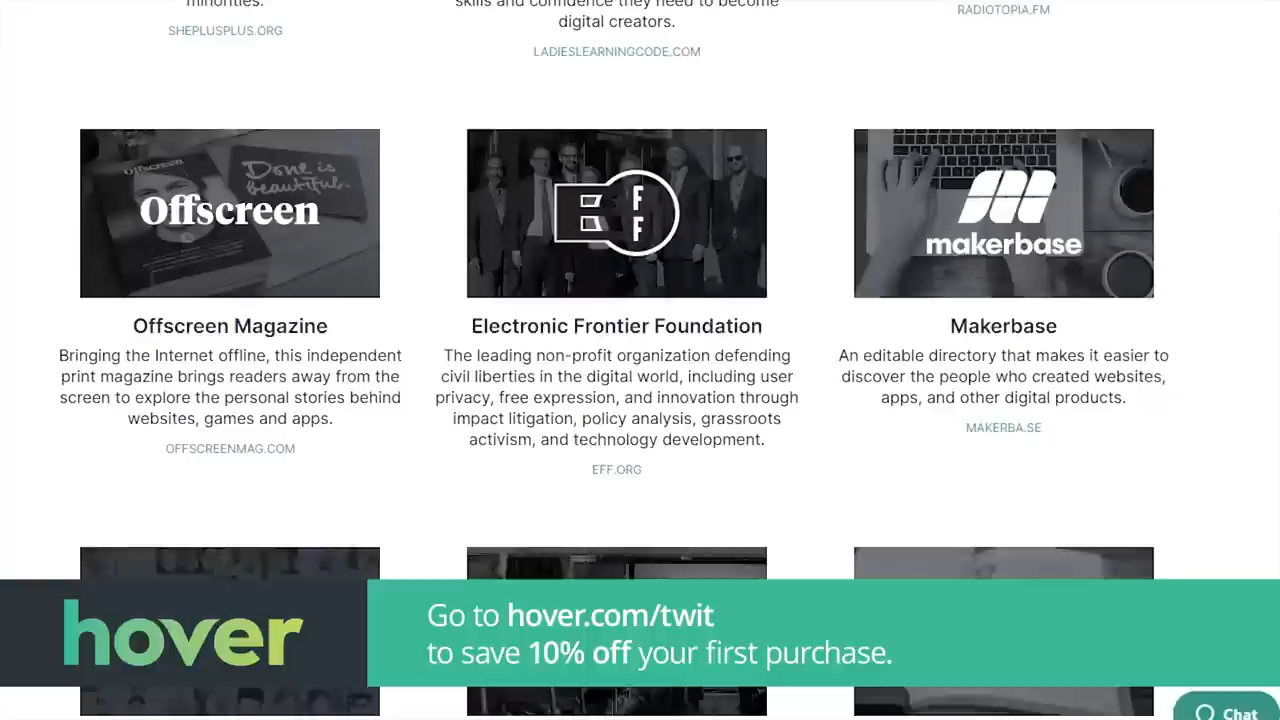 minorities.
SHEPLUSPLUS.ORG
skills and confidence they need to become
digital creators.
LADIESLEARNINGCODE.COM
RADIOTOPIA.FM
Offscreen
Done is
beautiful.
Offscreen
Offscreen Magazine
Bringing the Internet offline, this independent
print magazine brings readers away from the
screen to explore the personal stories behind
websites, games and apps.
OFFSCREENMAG.COM
E F
F
Electronic Frontier Foundation
The leading non-profit organization defending
civil liberties in the digital world, including user
privacy, free expression, and innovation through
impact litigation, policy analysis, grassroots
activism, and technology development.
EFF.ORG
makerbase
Makerbase
An editable directory that makes it easier to
discover the people who created websites,
apps, and other digital products.
MAKERBA.SE
hover
Go to hover.com/twit
to save 10% off your first purchase.
Chat